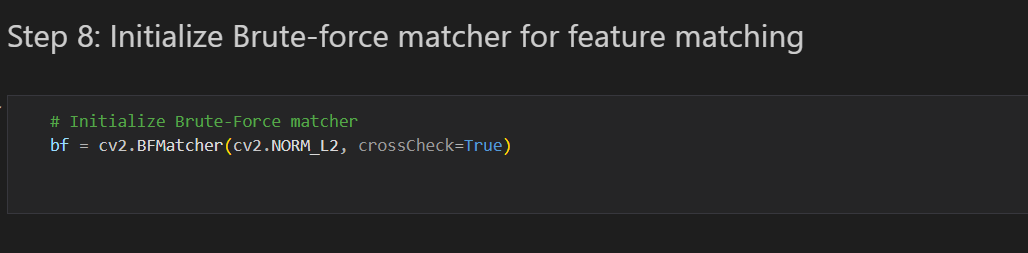 Step 8: Initialize Brute-force matcher for feature matching
# Initialize Brute-Force matcher
bf = cv2.BFMatcher(cv2.NORM_L2, crossCheck=True)